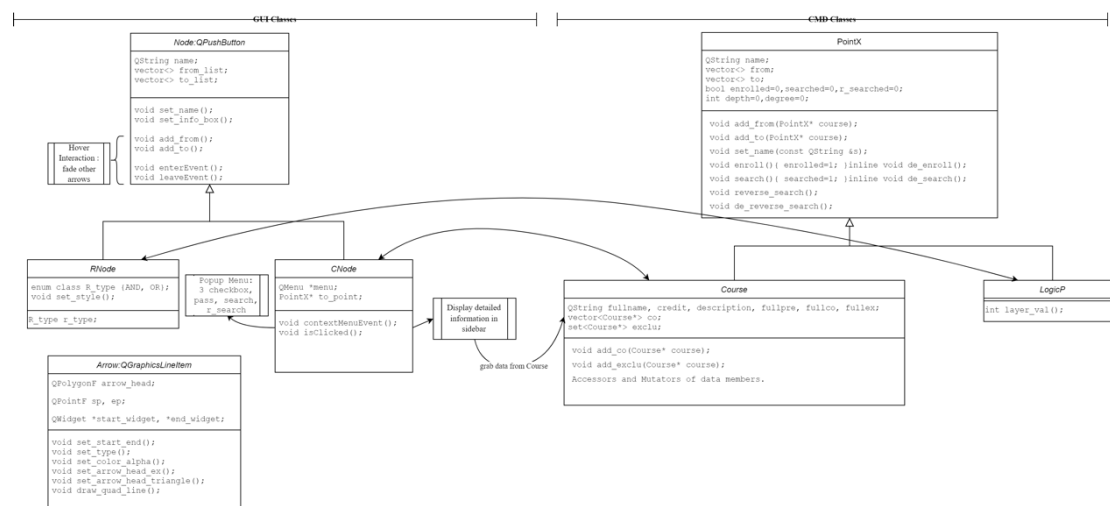 GUI Classes
CMD Classes
Node:QPushButton
QString name;
vector<> from_list;
vector<> to_list;
void set_name();
void set_info_box();
void add_from();
void add_to();
void enterEvent();
void leaveEvent();
Hover
Interaction :
fade other
arrows
PointX
QString name;
vector<> from;
vector<> to;
bool enrolled=0,searched=0,r_searched=0;
int depth=0,degree=0;
void add_from(PointX* course);
void add_to(PointX* course);
void set_name(const QString &s);
void enroll(){ enrolled=1; }inline void de_enroll();
void search(){ searched=1; }inline void de_search();
void reverse_search();
void de_reverse_search();
RNode
enum class R_type {AND, OR};
void set_style();
R_type r_type;
Popup Menu:
3 checkbox,
pass, search,
r_search
CNode
QMenu *menu;
PointX* to_point;
void contextMenuEvent();
void isClicked();
Display detailed
information in
sidebar
grab data from Course
Course
QString fullname, credit, description, fullpre, fullco, fullex;
vector<Course*> co;
set<Course*> exclu;
void add_co(Course* course);
void add_exclu(Course* course);
Accessors and Mutators of data members.
LogicP
int layer_val();
Arrow:QGraphicsLineItem
QPolygonF arrow_head;
QPointF sp, ep;
QWidget *start_widget, *end_widget;
void set_start_end();
void set_type();
void set_color_alpha();
void set_arrow_head_ex();
void set_arrow_head_triangle();
void draw_quad_line();